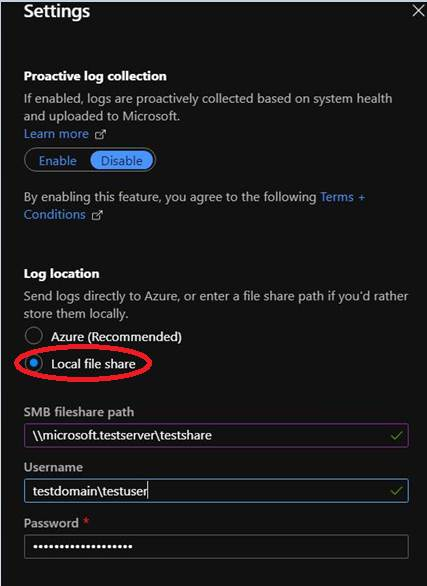 Settings
Proactive log collection
If enabled, logs are proactively collected based on system health
and uploaded to Microsoft.
Learn more
Enable Disable
By enabling this feature, you agree to the following Terms +
Conditions
Log location
Send logs directly to Azure, or enter a file share path if you'd rather
store them locally.
Azure (Recommended)
Local file share
SMB fileshare path
\\microsoft.testserver\testshare
Username
testdomain\testuser
Password *
•••••••••••••••••••